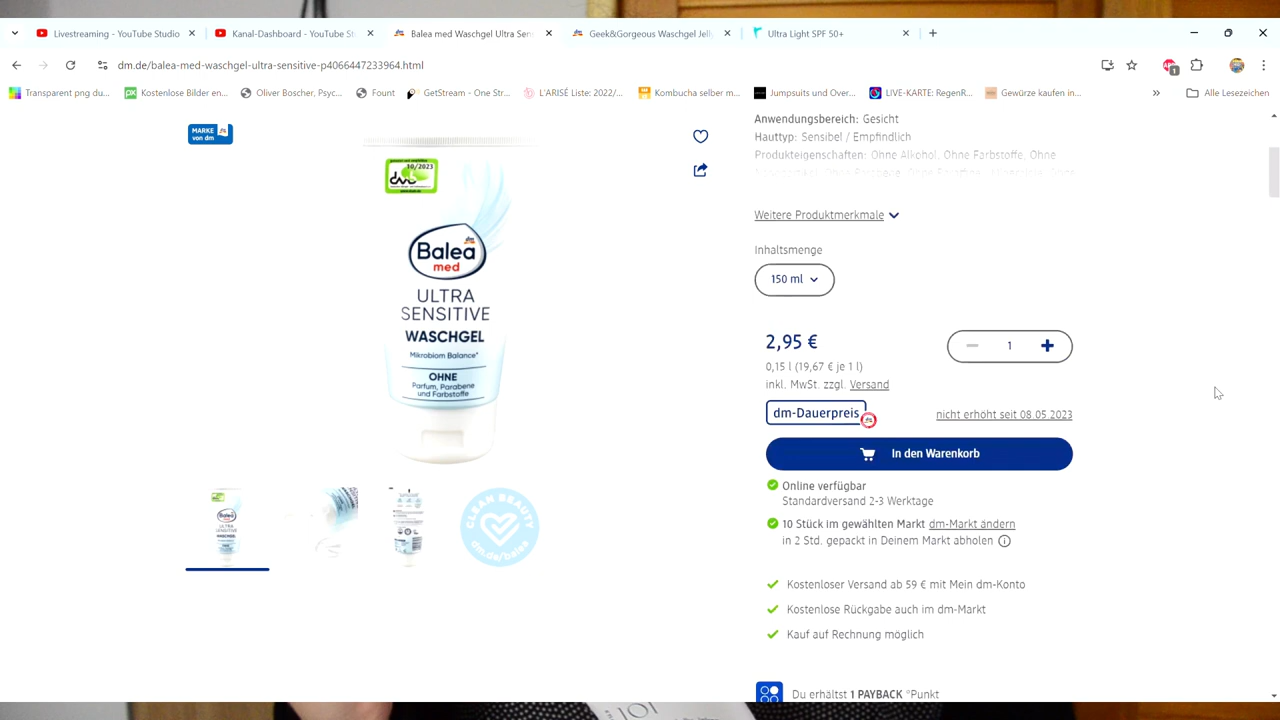 Livestreaming - YouTube Studio
Kanal-Dashboard - YouTube St
Balea med Waschgel Ultra Sen
Geek&Gorgeous Waschgel Jell
Ultra Light SPF 50+
dm.de/balea-med-waschgel-ultra-sensitive-p4066447233964.html
1
Transparent png du...
Kostenlose Bilder en...
Oliver Boscher, Psyc...
Fount
GetStream - One Str...
L'ARISÉ Liste: 2022/...
Kombucha selber m...
Jumpsuits und Over...
LIVE-KARTE: RegenR...
Gewürze kaufen in...
Alle Lesezeichen
MARKE
von dm
10/2023
Balea
med
ULTRA
SENSITIVE
WASCHGEL
Mikrobiom Balance*
OHNE
Parfum, Parabene
und Farbstoffe
CLEAN BEAUTY
dm.de/balea
Anwendungsbereich: Gesicht
Hauttyp: Sensibel / Empfindlich
Produkteigenschaften: Ohne Alkohol, Ohne Farbstoffe, Ohne
Weitere Produktmerkmale
Inhaltsmenge
150 ml
2,95 €
1
0,15 l (19,67 € je 1 l)
inkl. MwSt. zzgl. Versand
dm-Dauerpreis
nicht erhöht seit 08.05.2023
In den Warenkorb
Online verfügbar
Standardversand 2-3 Werktage
10 Stück im gewählten Markt dm-Markt ändern
in 2 Std. gepackt in Deinem Markt abholen
Kostenloser Versand ab 59 € mit Mein dm-Konto
Kostenlose Rückgabe auch im dm-Markt
Kauf auf Rechnung möglich
Du erhältst 1 PAYBACK °Punkt